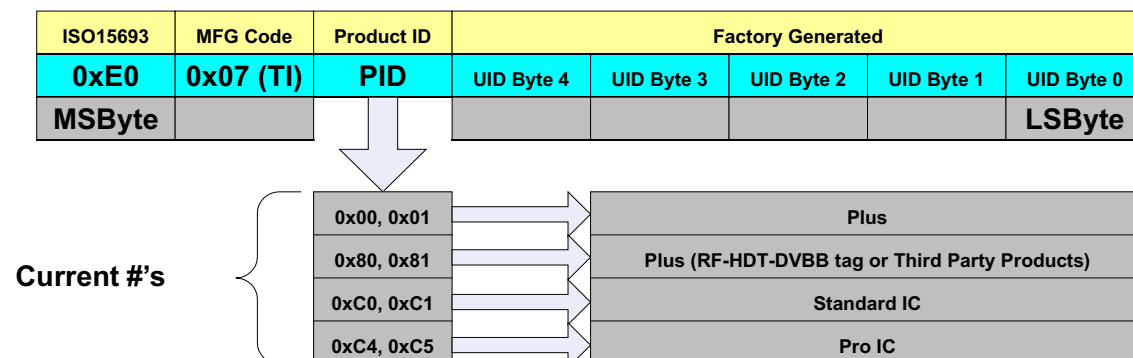 ISO15693 MFG Code Product ID Factory Generated
0xE0 0x07 (TI) PID UID Byte 4 UID Byte 3 UID Byte 2 UID Byte 1 UID Byte 0
MSByte LSByte
Current #'s
0x00, 0x01 Plus
0x80, 0x81 Plus (RF-HDT-DVBB tag or Third Party Products)
0xC0, 0xC1 Standard IC
0xC4, 0xC5 Pro IC